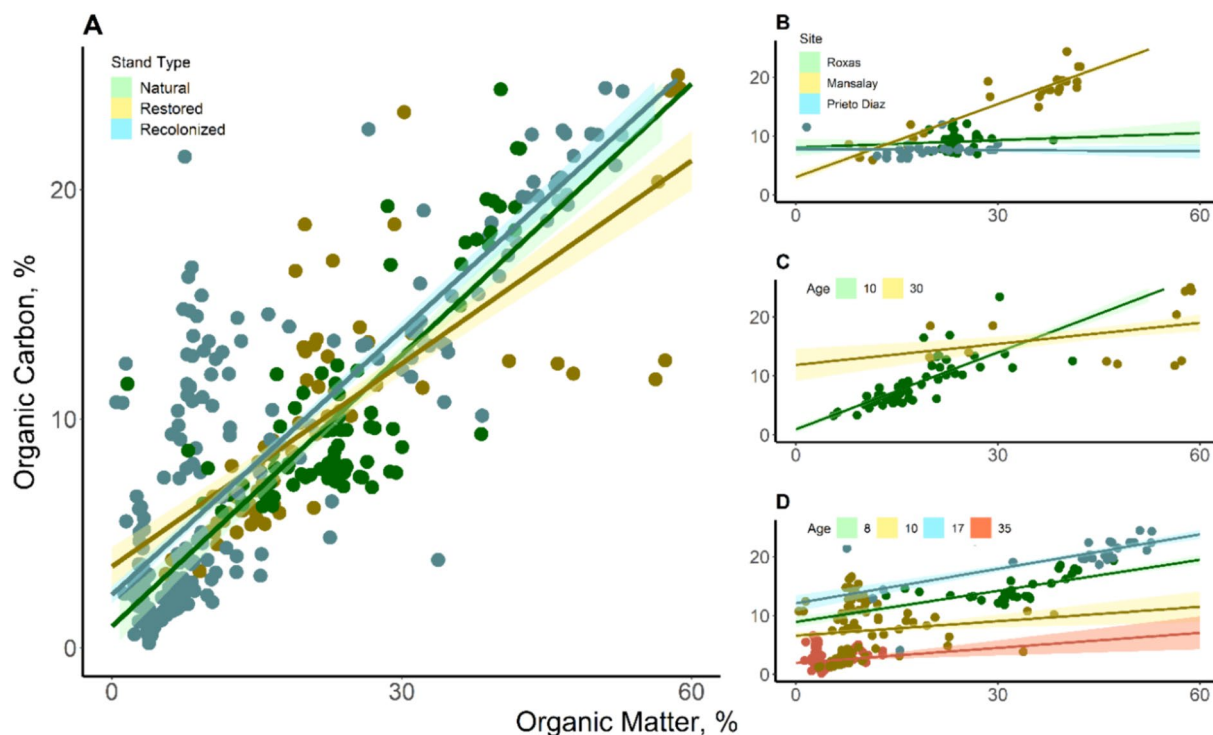 A
Stand Type
Natural
Restored
Recolonized
20
10
0
0 30 60
Organic Carbon, %
Organic Matter, %
B
Site
Roxas
Mansalay
Prieto Diaz
20
10
0
0 30 60
C
Age 10 30
20
10
0
0 30 60
D
Age 8 10 17 35
20
10
0
0 30 60